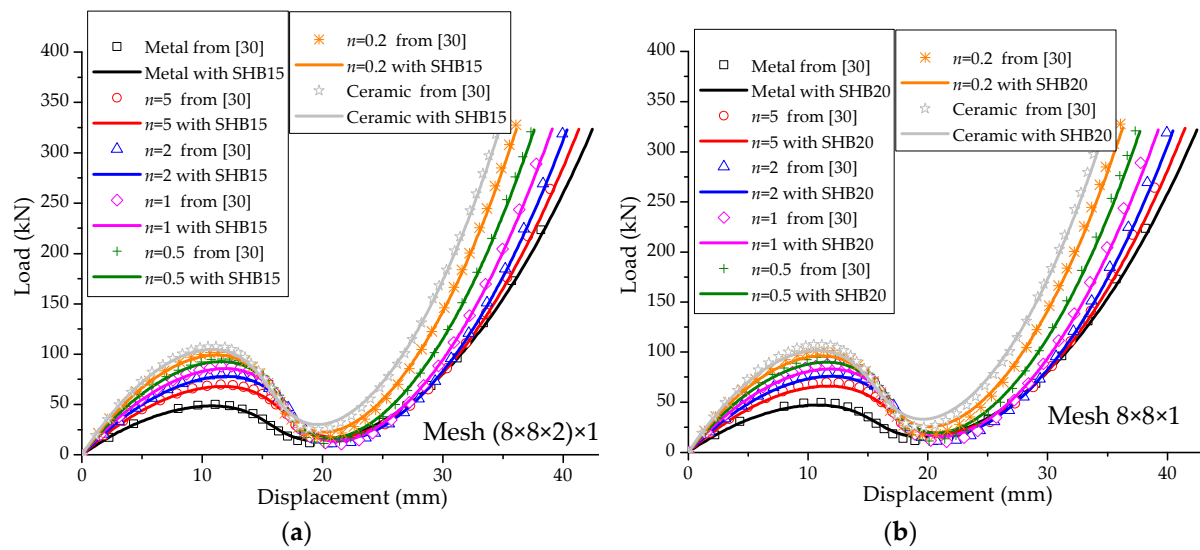 Metal from [30]
Metal with SHB15
n=5 from [30]
n=5 with SHB15
n=2 from [30]
n=2 with SHB15
n=1 from [30]
n=1 with SHB15
n=0.5 from [30]
n=0.5 with SHB15
n=0.2 from [30]
n=0.2 with SHB15
Ceramic from [30]
Ceramic with SHB15
400
350
300
250
200
150
100
50
0
Load (kN)
Mesh (8×8×2)×1
0 10 20 30 40
Displacement (mm)
(a)
Metal from [30]
Metal with SHB20
n=5 from [30]
n=5 with SHB20
n=2 from [30]
n=2 with SHB20
n=1 from [30]
n=1 with SHB20
n=0.5 from [30]
n=0.5 with SHB20
n=0.2 from [30]
n=0.2 with SHB20
Ceramic from [30]
Ceramic with SHB20
400
350
300
250
200
150
100
50
0
Load (kN)
Mesh 8×8×1
0 10 20 30 40
Displacement (mm)
(b)